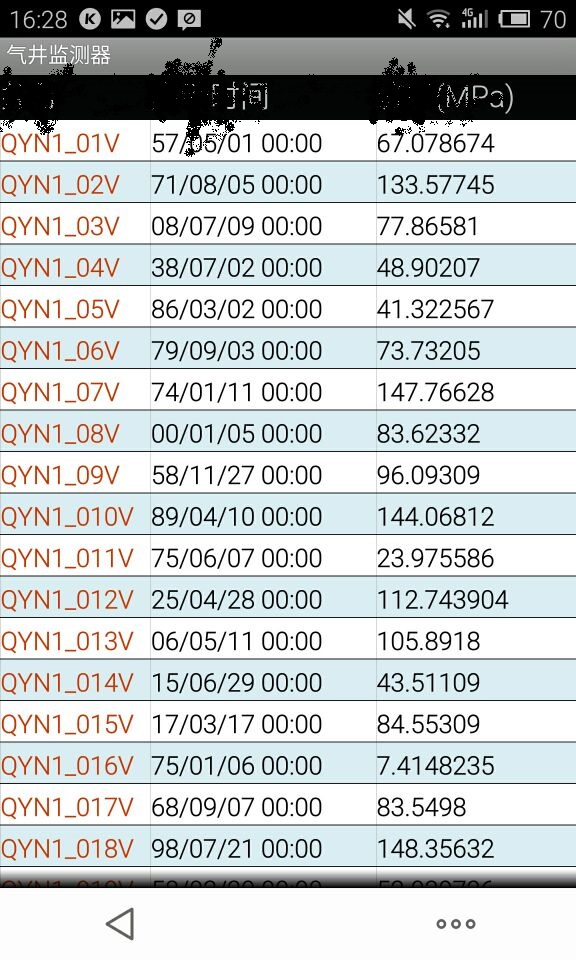 16:28 4G 70
气井监测器
时间 (MPa)
QYN1_01V 57/05/01 00:00 67.078674
QYN1_02V 71/08/05 00:00 133.57745
QYN1_03V 08/07/09 00:00 77.86581
QYN1_04V 38/07/02 00:00 48.90207
QYN1_05V 86/03/02 00:00 41.322567
QYN1_06V 79/09/03 00:00 73.73205
QYN1_07V 74/01/11 00:00 147.76628
QYN1_08V 00/01/05 00:00 83.62332
QYN1_09V 58/11/27 00:00 96.09309
QYN1_010V 89/04/10 00:00 144.06812
QYN1_011V 75/06/07 00:00 23.975586
QYN1_012V 25/04/28 00:00 112.743904
QYN1_013V 06/05/11 00:00 105.8918
QYN1_014V 15/06/29 00:00 43.51109
QYN1_015V 17/03/17 00:00 84.55309
QYN1_016V 75/01/06 00:00 7.4148235
QYN1_017V 68/09/07 00:00 83.5498
QYN1_018V 98/07/21 00:00 148.35632